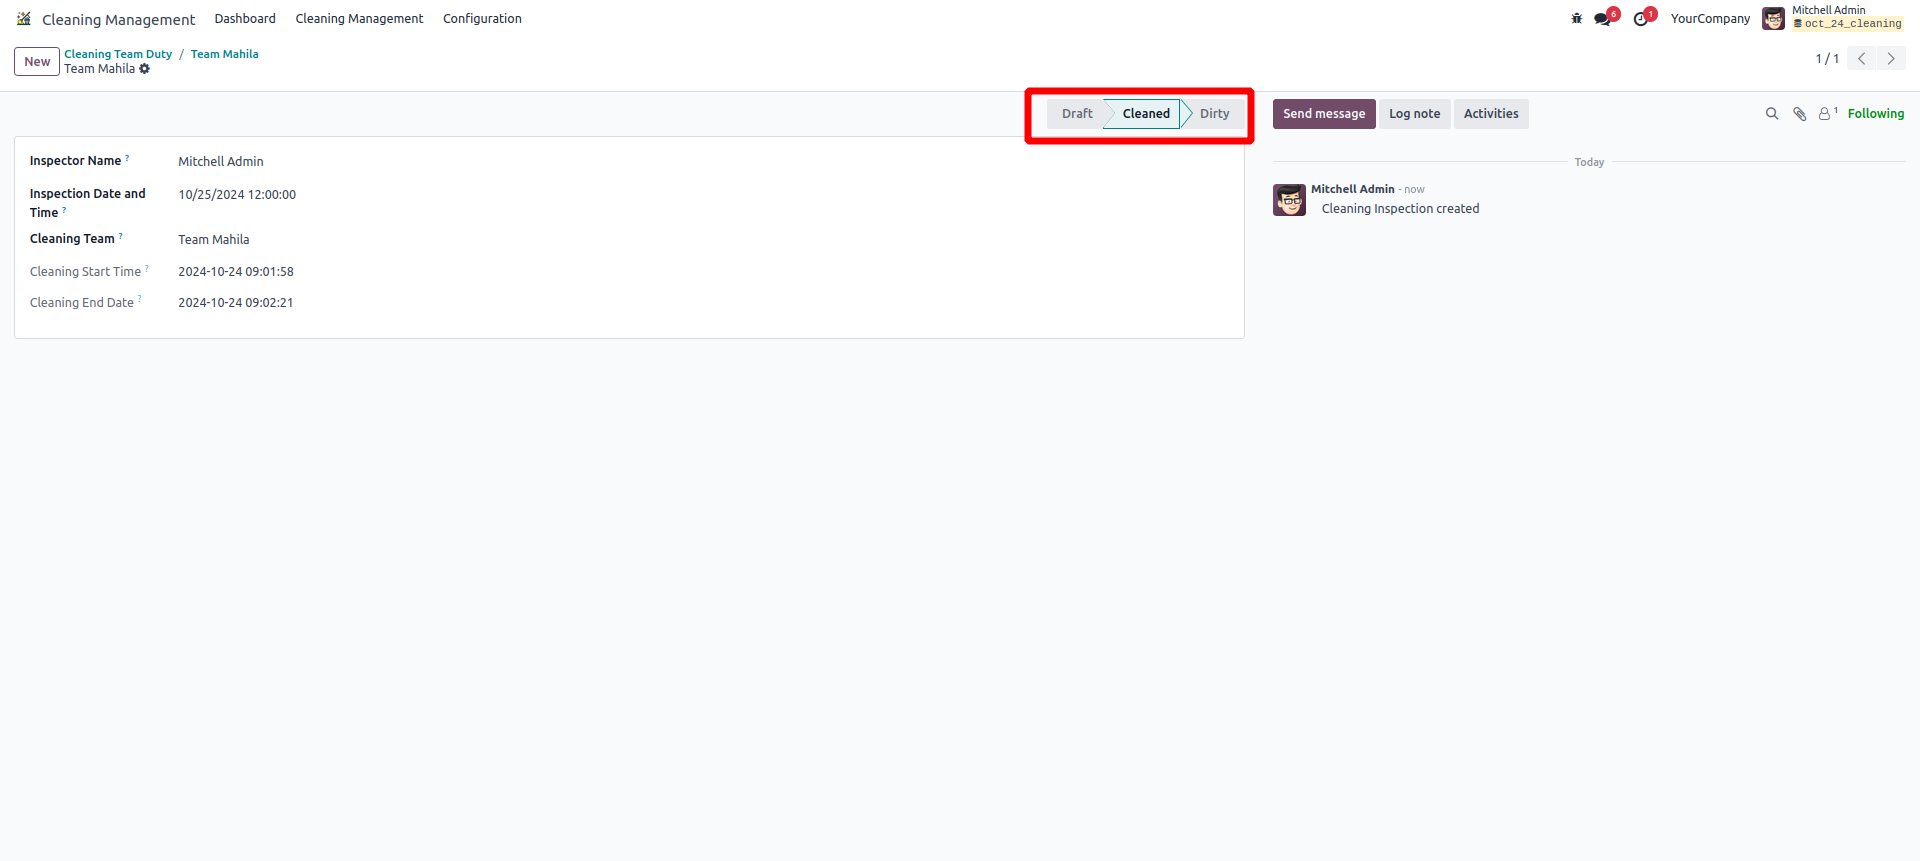 Cleaning Management Dashboard Cleaning Management Configuration 6 1 YourCompany Mitchell Admin
oct_24_cleaning
New Cleaning Team Duty / Team Mahila
Team Mahila
1 / 1
Draft Cleaned Dirty
Send message Log note Activities 1 Following
Inspector Name ? Mitchell Admin
Inspection Date and Time ? 10/25/2024 12:00:00
Cleaning Team ? Team Mahila
Cleaning Start Time ? 2024-10-24 09:01:58
Cleaning End Date ? 2024-10-24 09:02:21
Today
Mitchell Admin - now
Cleaning Inspection created